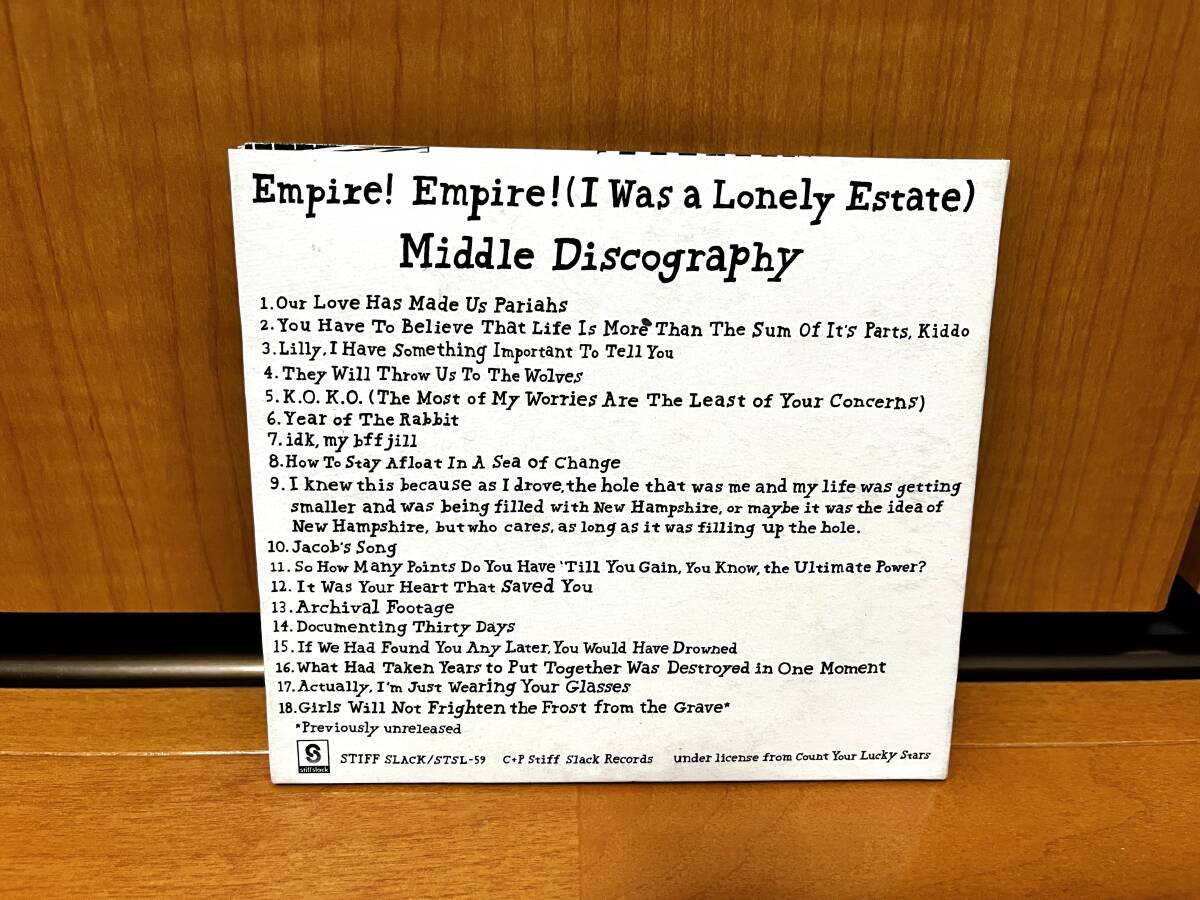 Empire! Empire!(I Was a Lonely Estate)
Middle Discography
1.Our Love Has Made Us Pariahs
2.You Have To Believe That Life Is More Than The Sum Of It's Parts, Kiddo
3.Lilly,I Have Something Important To Tell You
4.They Will Throw Us To The Wolves
5.K.O. K.O. (The Most of My Worries Are The Least of Your Concerns)
6.Year of The Rabbit
7.idk, my bff jill
8.How To Stay Afloat In A Sea of Change
9.I knew this because as I drove,the hole that was me and my life was getting
smaller and was being filled with New Hampshire, or maybe it was the idea of
New Hampshire, but who cares, as long as it was filling up the hole.
10.Jacob's Song
11. So How Many Points Do You Have 'Till You Gain, You Know, the Ultimate Power?
12. It Was Your Heart That Saved You
13.Archival Footage
14.Documenting Thirty Days
15.If We Had Found You Any Later,You Would Have Drowned
16.What Had Taken Years to Put Together Was Destroyed in One Moment
17.Actually,I'm Just Wearing Your Glasses
18.Girls Will Not Frighten the Frost from the Grave*
*Previously unreleased
S stiff slack STIFF SLACK/STSL-59 C+P Stiff Slack Records under license from Count Your Lucky Stars